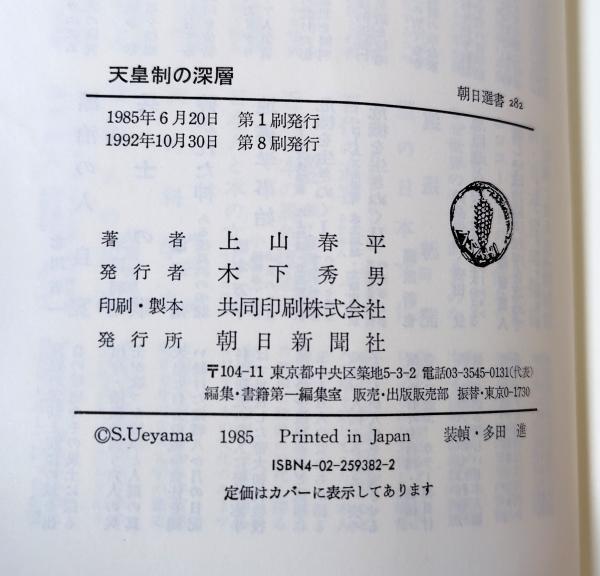 天皇制の深層
朝日選書 282
1985年6月20日 第1刷発行
1992年10月30日 第8刷発行
著者 上山春平
発行者 木下秀男
印刷・製本 共同印刷株式会社
発行所 朝日新聞社
〒104-11 東京都中央区築地5-3-2 電話03-3545-0131(代表)
編集・書籍第一編集室 販売・出版販売部 振替・東京0-1730
©S.Ueyama 1985 Printed in Japan 装幀・多田 進
ISBN4-02-259382-2
定価はカバーに表示してあります